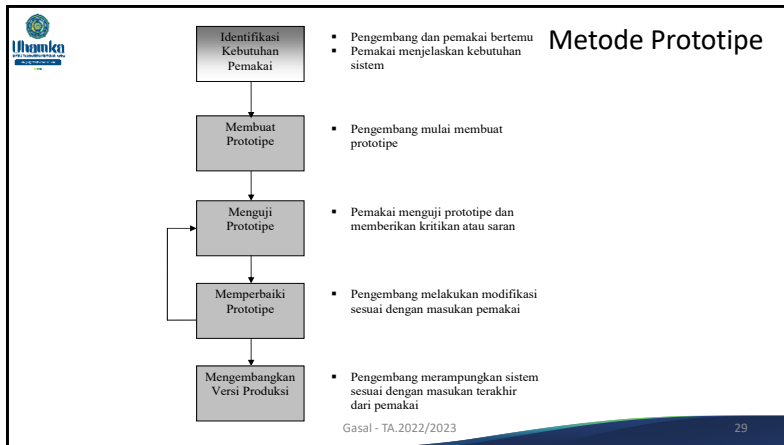 Uhamka
Metode Prototipe
Identifikasi
Kebutuhan
Pemakai
▪ Pengembang dan pemakai bertemu
▪ Pemakai menjelaskan kebutuhan
sistem
Membuat
Prototipe
▪ Pengembang mulai membuat
prototipe
Menguji
Prototipe
▪ Pemakai menguji prototipe dan
memberikan kritikan atau saran
Memperbaiki
Prototipe
▪ Pengembang melakukan modifikasi
sesuai dengan masukan pemakai
Mengembangkan
Versi Produksi
▪ Pengembang merampungkan sistem
sesuai dengan masukan terakhir
dari pemakai
Gasal - TA.2022/2023
29